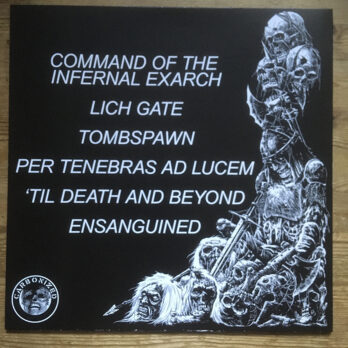 COMMAND OF THE
INFERNAL EXARCH
LICH GATE
TOMBSPAWN
PER TENEBRAS AD LUCEM
‘TIL DEATH AND BEYOND
ENSANGUINED
CARBONIZED